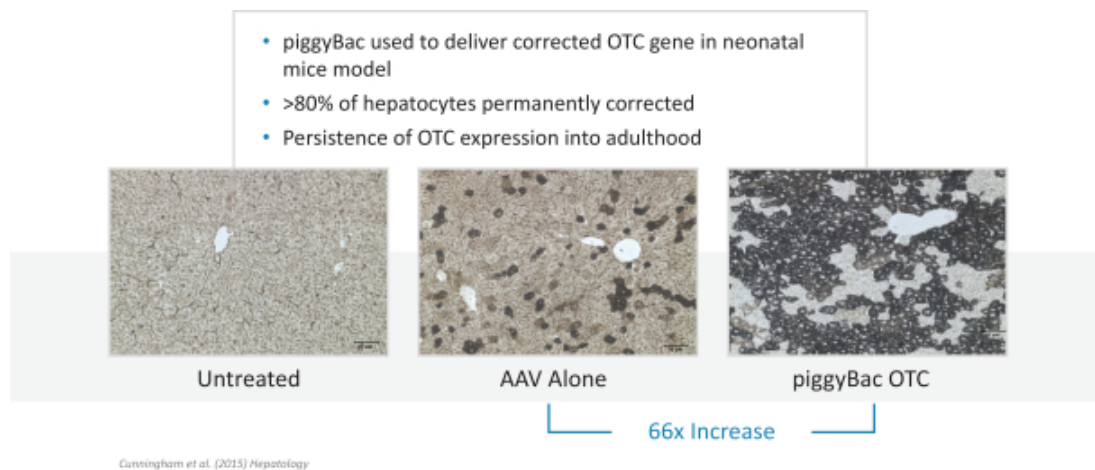 • piggyBac used to deliver corrected OTC gene in neonatal
mice model
• >80% of hepatocytes permanently corrected
• Persistence of OTC expression into adulthood
Untreated
AAV Alone
piggyBac OTC
66x Increase
Cunningham et al. (2015) Hepatology